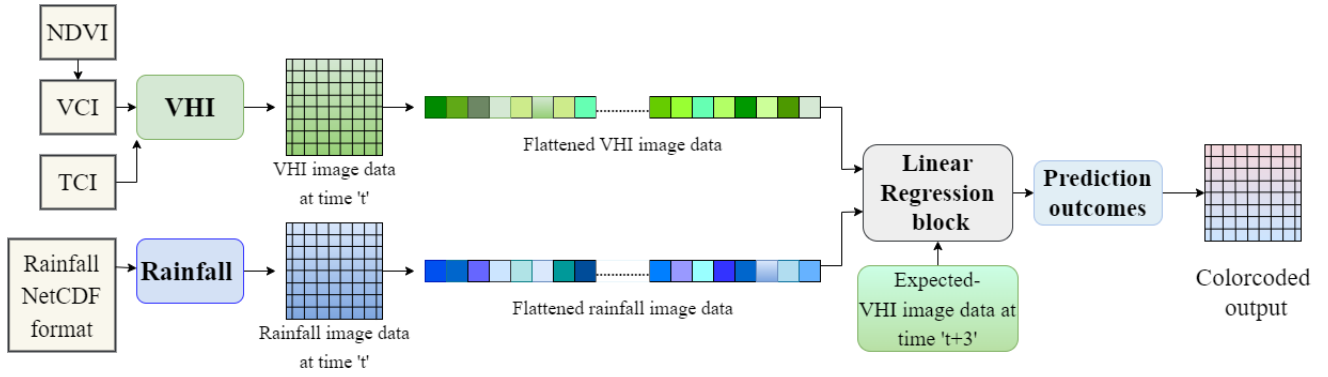 NDVI
VCI
TCI
VHI
VHI image data
at time 't'
Flattened VHI image data
Rainfall
NetCDF
format
Rainfall
Rainfall image data
at time 't'
Flattened rainfall image data
Linear
Regression
block
Expected-
VHI image data at
time 't+3'
Prediction
outcomes
Colorcoded
output